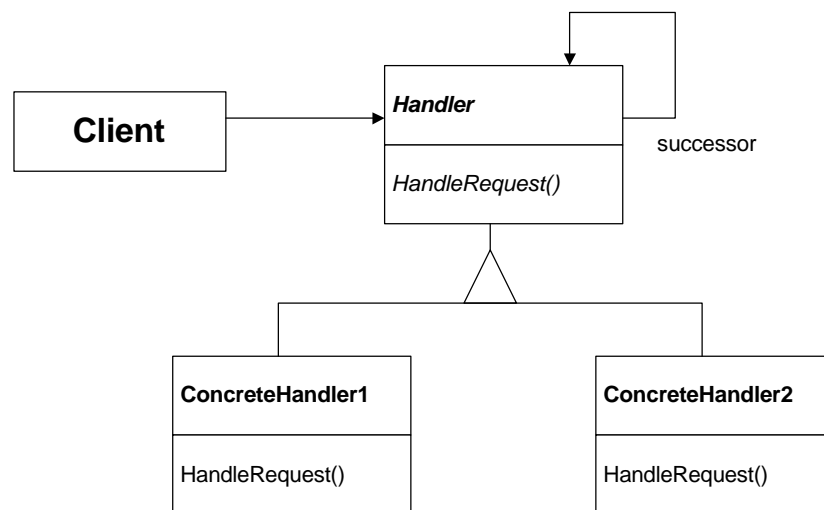 Handler
Client
successor
HandleRequest()
ConcreteHandler1
ConcreteHandler2
HandleRequest()
HandleRequest()